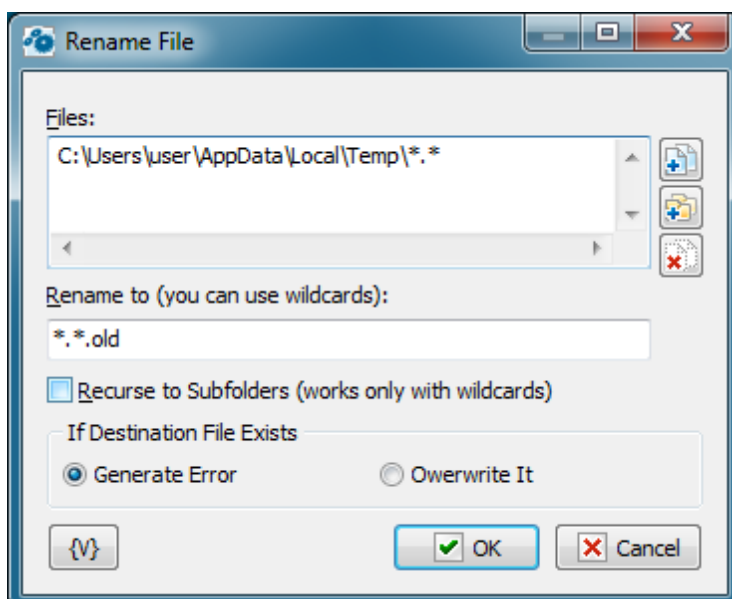 Rename File
Files:
C:\Users\user\AppData\Local\Temp\*.*
Rename to (you can use wildcards):
*.*.old
Recurse to Subfolders (works only with wildcards)
If Destination File Exists
Generate Error
Owerwrite It
{V}
OK
Cancel